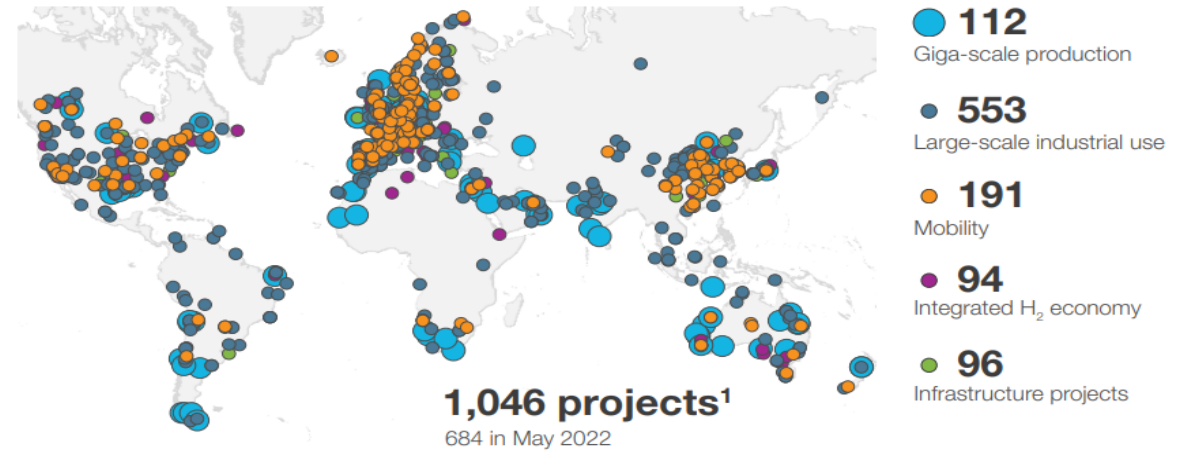 112
Giga-scale production
553
Large-scale industrial use
191
Mobility
94
Integrated H₂ economy
96
Infrastructure projects
1,046 projects¹
684 in May 2022